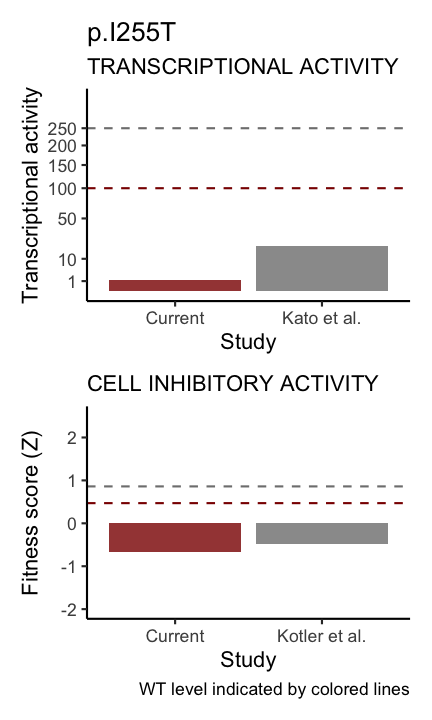 p.I255T
TRANSCRIPTIONAL ACTIVITY
Transcriptional activity
250
200
150
100
50
10
1
Current
Kato et al.
Study
CELL INHIBITORY ACTIVITY
Fitness score (Z)
2
1
0
-1
-2
Current
Kotler et al.
Study
WT level indicated by colored lines